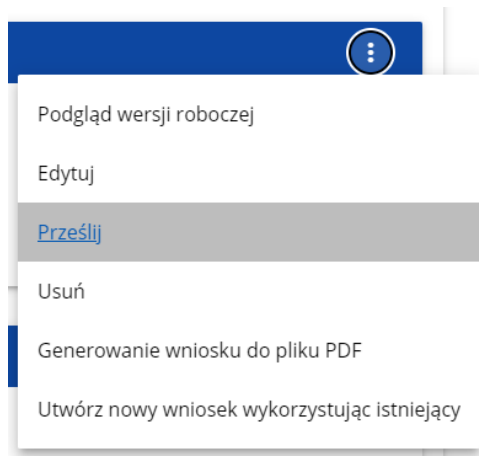 Podgląd wersji roboczej
Edytuj
Prześlij
Usuń
Generowanie wniosku do pliku PDF
Utwórz nowy wniosek wykorzystując istniejący